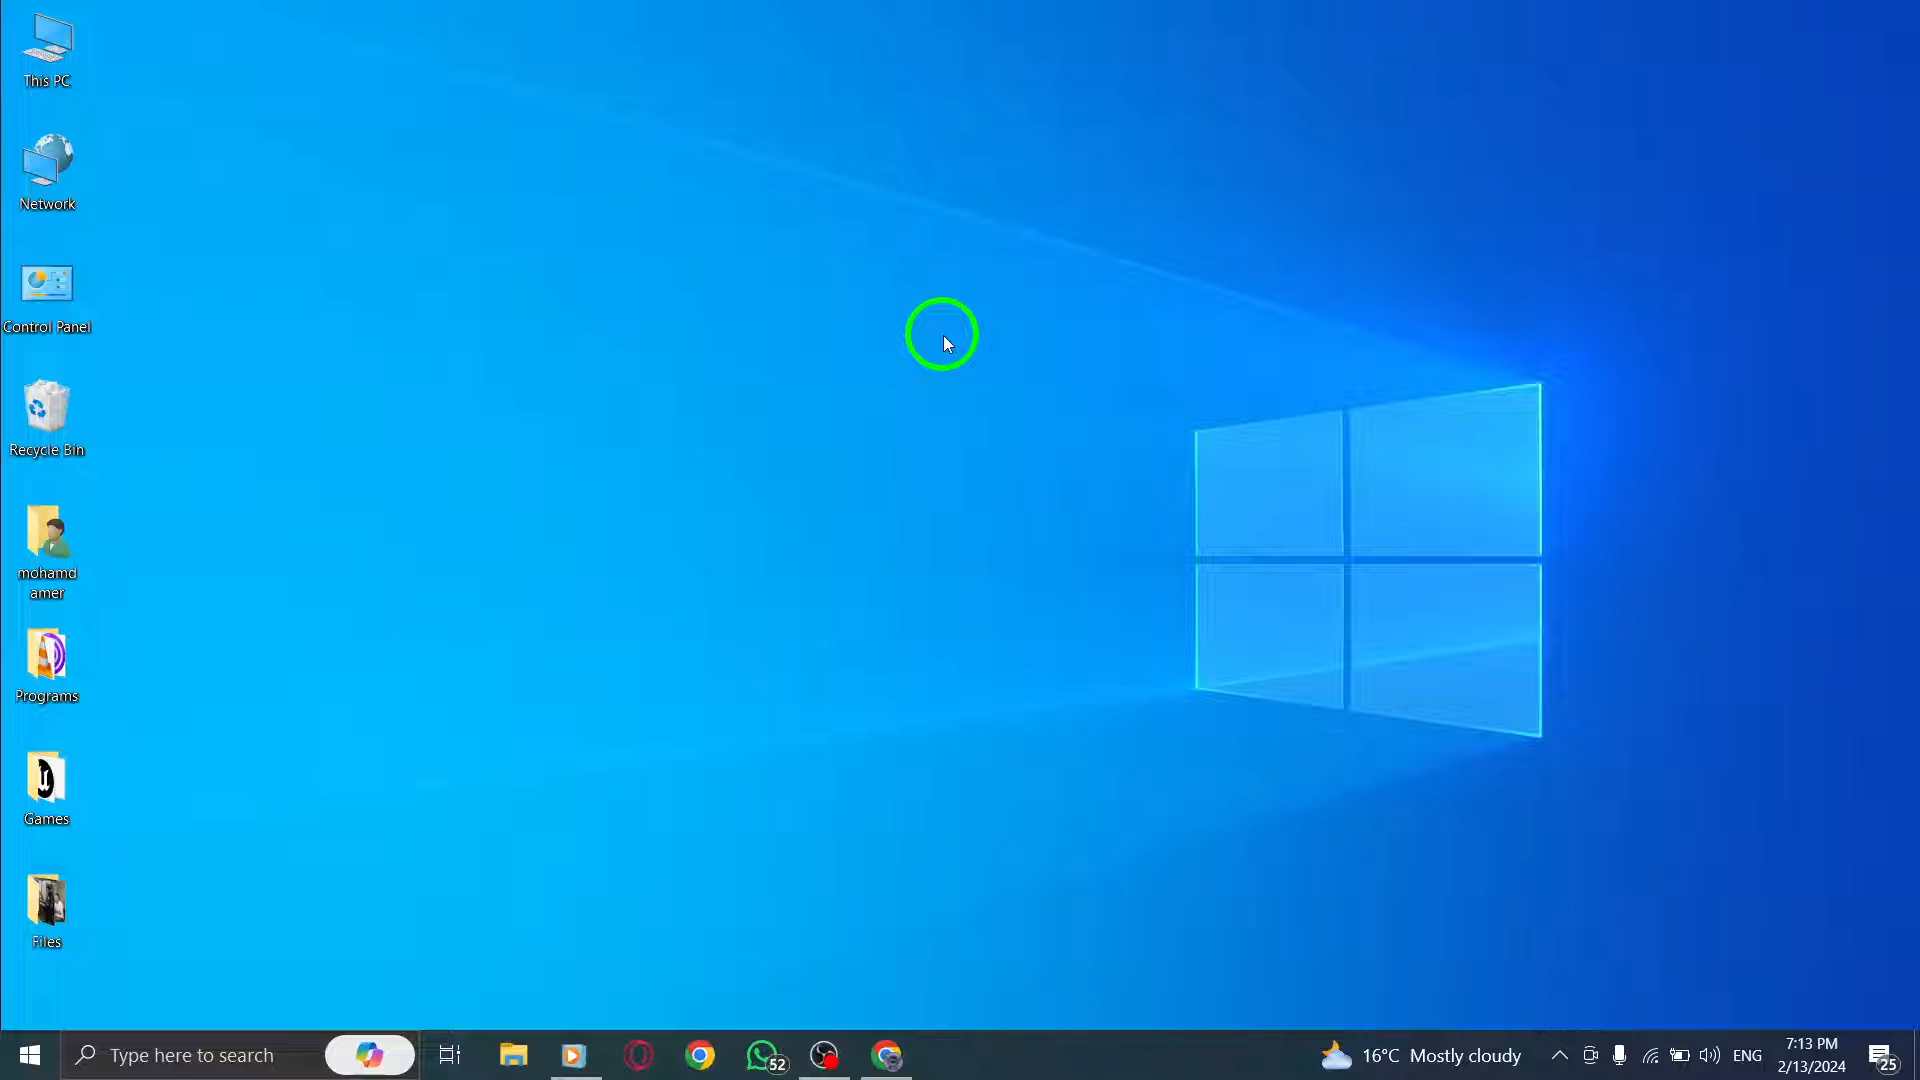 This PC
Network
Control Panel
Recycle Bin
mohamd
amer
Programs
Games
Files
Type here to search
52
16°C Mostly cloudy
ENG
7:13 PM
2/13/2024
25